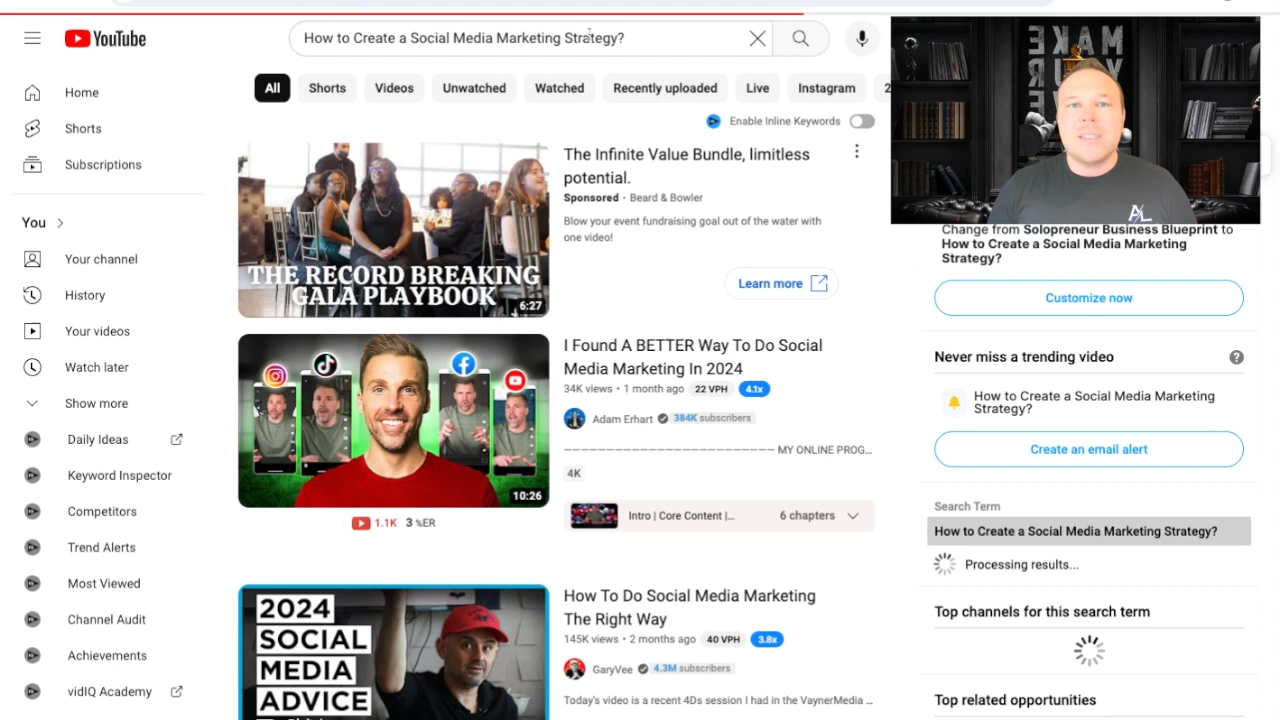 YouTube
How to Create a Social Media Marketing Strategy?
All
Shorts
Videos
Unwatched
Watched
Recently uploaded
Live
Instagram
2
Enable Inline Keywords
Home
Shorts
Subscriptions
You
Your channel
History
Your videos
Watch later
Show more
Daily Ideas
Keyword Inspector
Competitors
Trend Alerts
Most Viewed
Channel Audit
Achievements
vidIQ Academy
THE RECORD BREAKING
GALA PLAYBOOK
6:27
The Infinite Value Bundle, limitless
potential.
Sponsored · Beard & Bowler
Blow your event fundraising goal out of the water with
one video!
Learn more
10:26
1.1K 3 %ER
I Found A BETTER Way To Do Social
Media Marketing In 2024
34K views · 1 month ago 22 VPH 4.1x
Adam Erhart 384K subscribers
------------------------- MY ONLINE PROG...
4K
Intro | Core Content |... 6 chapters
2024
SOCIAL
MEDIA
ADVICE
How To Do Social Media Marketing
The Right Way
145K views · 2 months ago 40 VPH 3.8x
GaryVee 4.3M subscribers
Today's video is a recent 4Ds session I had in the VaynerMedia ...
MAKE
YOUR
AL
Change from Solopreneur Business Blueprint to
How to Create a Social Media Marketing
Strategy?
Customize now
Never miss a trending video ?
How to Create a Social Media Marketing
Strategy?
Create an email alert
Search Term
How to Create a Social Media Marketing Strategy?
Processing results...
Top channels for this search term
Top related opportunities